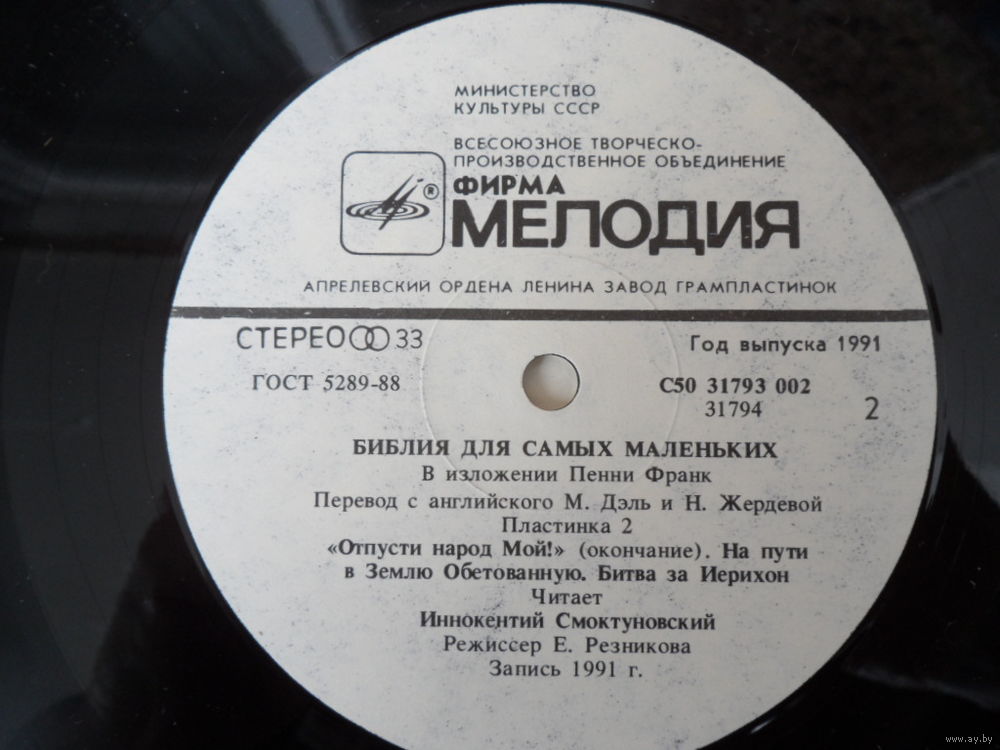 МИНИСТЕРСТВО
КУЛЬТУРЫ СССР
ВСЕСОЮЗНОЕ ТВОРЧЕСКО-
ПРОИЗВОДСТВЕННОЕ ОБЪЕДИНЕНИЕ
®
ФИРМА
МЕЛОДИЯ
АПРЕЛЕВСКИЙ ОРДЕНА ЛЕНИНА ЗАВОД ГРАМПЛАСТИНОК
СТЕРЕО 33
Год выпуска 1991
ГОСТ 5289-88
С50 31793 002
31794
2
БИБЛИЯ ДЛЯ САМЫХ МАЛЕНЬКИХ
В изложении Пенни Франк
Перевод с английского М. Дэль и Н. Жердевой
Пластинка 2
«Отпусти народ Мой!» (окончание). На пути
в Землю Обетованную. Битва за Иерихон
Читает
Иннокентий Смоктуновский
Режиссер Е. Резникова
Запись 1991 г.
www.ay.by